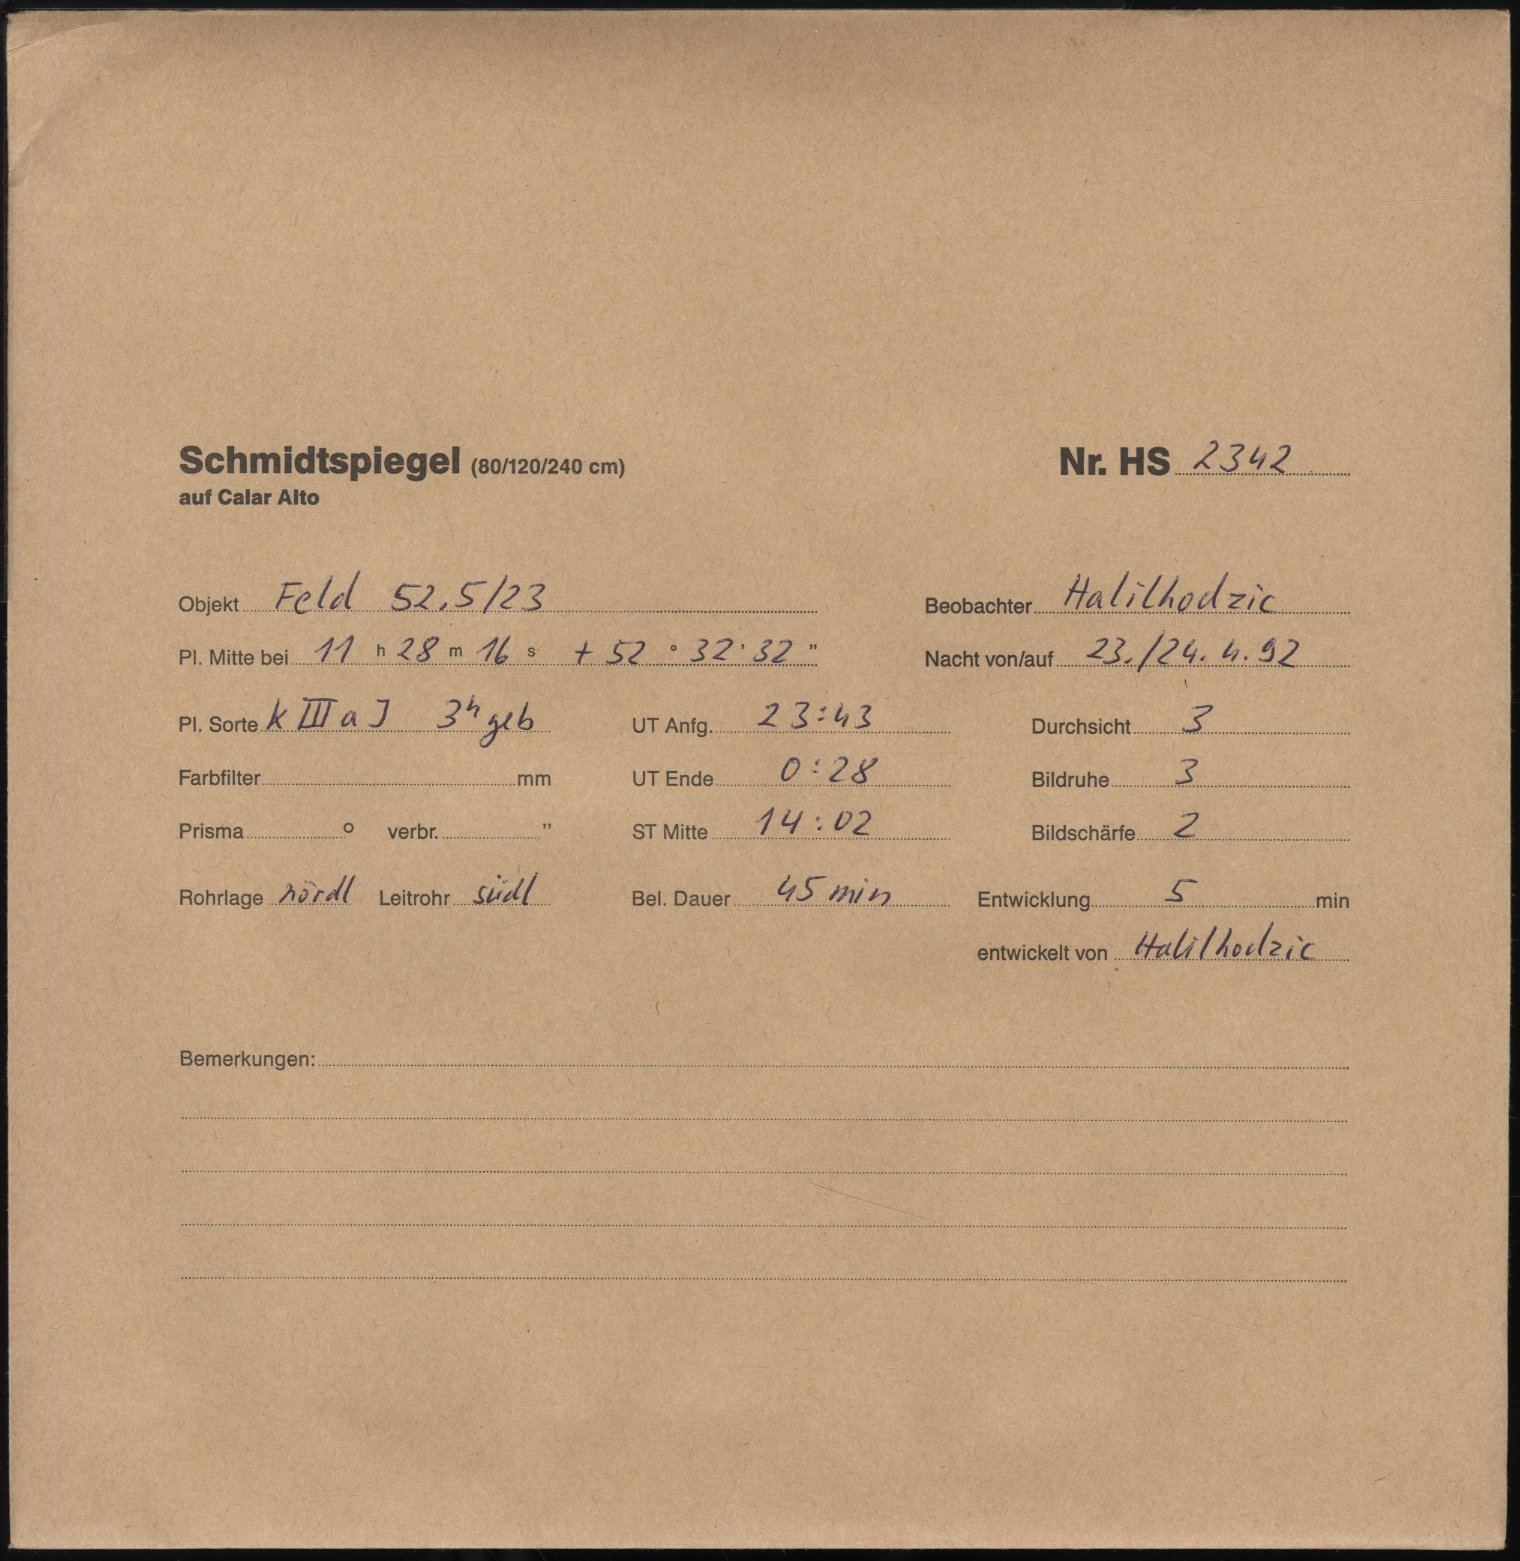 Schmidtspiegel (80/120/240 cm) Nr. HS 2342
auf Calar Alto
Objekt Feld 52.5/23 Beobachter Halilhodzic
Pl. Mitte bei 11 h 28 m 16 s + 52 ° 32 ' 32 " Nacht von/auf 23./24. 4. 92
Pl. Sorte K III a J 3h geb UT Anfg. 23:43 Durchsicht 3
Farbfilter mm UT Ende 0:28 Bildruhe 3
Prisma ° verbr. " ST Mitte 14:02 Bildschärfe 2
Rohrlage nördl Leitrohr südl Bel. Dauer 45 min Entwicklung 5 min
entwickelt von Halilhodzic
Bemerkungen: